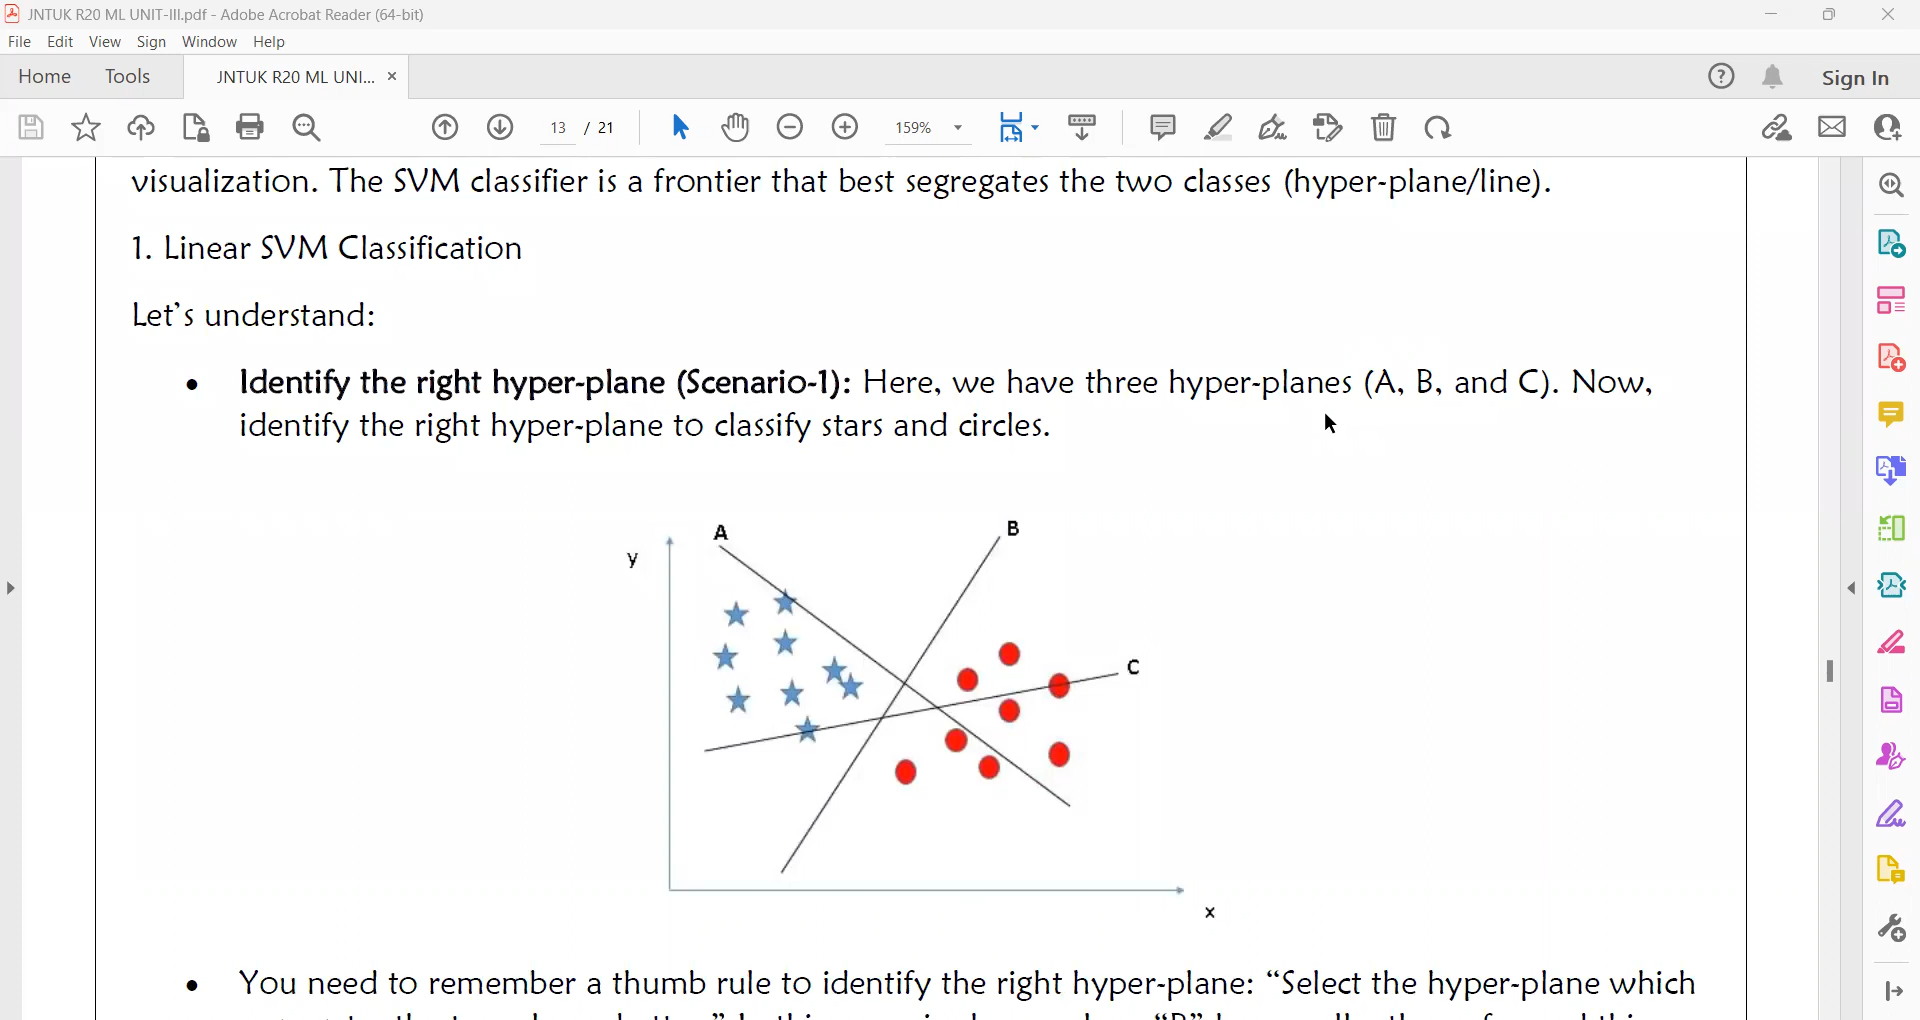 JNTUK R20 ML UNIT-III.pdf - Adobe Acrobat Reader (64-bit)
File Edit View Sign Window Help
Home Tools JNTUK R20 ML UNI... × Sign In
13 / 21 159%
visualization. The SVM classifier is a frontier that best segregates the two classes (hyper-plane/line).
1. Linear SVM Classification
Let's understand:
• Identify the right hyper-plane (Scenario-1): Here, we have three hyper-planes (A, B, and C). Now,
identify the right hyper-plane to classify stars and circles.
A
B
y
C
x
• You need to remember a thumb rule to identify the right hyper-plane: “Select the hyper-plane which